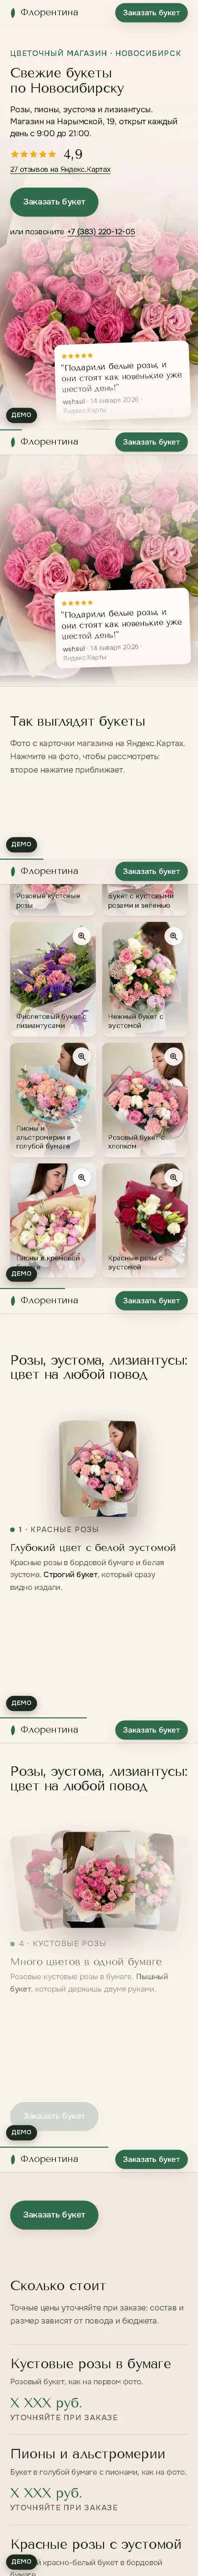 Флорентина
Заказать букет
ЦВЕТОЧНЫЙ МАГАЗИН · НОВОСИБИРСК
Свежие букеты
по Новосибирску
Розы, пионы, эустома и лизиантусы.
Магазин на Нарымской, 19, открыт каждый
день с 9:00 до 21:00.
4,9
27 отзывов на Яндекс.Картах
Заказать букет
или позвоните +7 (383) 220-12-05
"Подарили белые розы, и
они стоят как новенькие уже
шестой день!"
wahaul · 14 января 2026 ·
Яндекс.Карты
ДЕМО
Флорентина
Заказать букет
"Подарили белые розы, и
они стоят как новенькие уже
шестой день!"
wahaul · 14 января 2026 ·
Яндекс.Карты
Так выглядят букеты
Фото с карточки магазина на Яндекс.Картах.
Нажмите на фото, чтобы рассмотреть:
второе нажатие приближает.
ДЕМО
Флорентина
Заказать букет
Розовые кустовые
розы
Букет с кустовыми
розами и зеленью
Фиолетовый букет с
лизиантусами
Нежный букет с
эустомой
Пионы и
альстромерии в
голубой бумаге
Розовый букет с
хлопком
Пионы в кремовой
Красные розы с
эустомой
ДЕМО
Флорентина
Заказать букет
Розы, эустома, лизиантусы:
цвет на любой повод
1 · КРАСНЫЕ РОЗЫ
Глубокий цвет с белой эустомой
Красные розы в бордовой бумаге и белая
эустома. Строгий букет, который сразу
видно издали.
ДЕМО
Флорентина
Заказать букет
Розы, эустома, лизиантусы:
цвет на любой повод
4 · КУСТОВЫЕ РОЗЫ
Много цветов в одной бумаге
Розовые кустовые розы в бумаге. Пышный
букет, который держишь двумя руками.
Заказать букет
ДЕМО
Флорентина
Заказать букет
Заказать букет
Сколько стоит
Точные цены уточняйте при заказе: состав и
размер зависят от повода и бюджета.
Кустовые розы в бумаге
Розовый букет, как на первом фото.
X XXX руб.
УТОЧНЯЙТЕ ПРИ ЗАКАЗЕ
Пионы и альстромерии
Букет в голубой бумаге с пионами, как на фото.
X XXX руб.
УТОЧНЯЙТЕ ПРИ ЗАКАЗЕ
Красные розы с эустомой
красно-белый букет в бордовой
ДЕМО